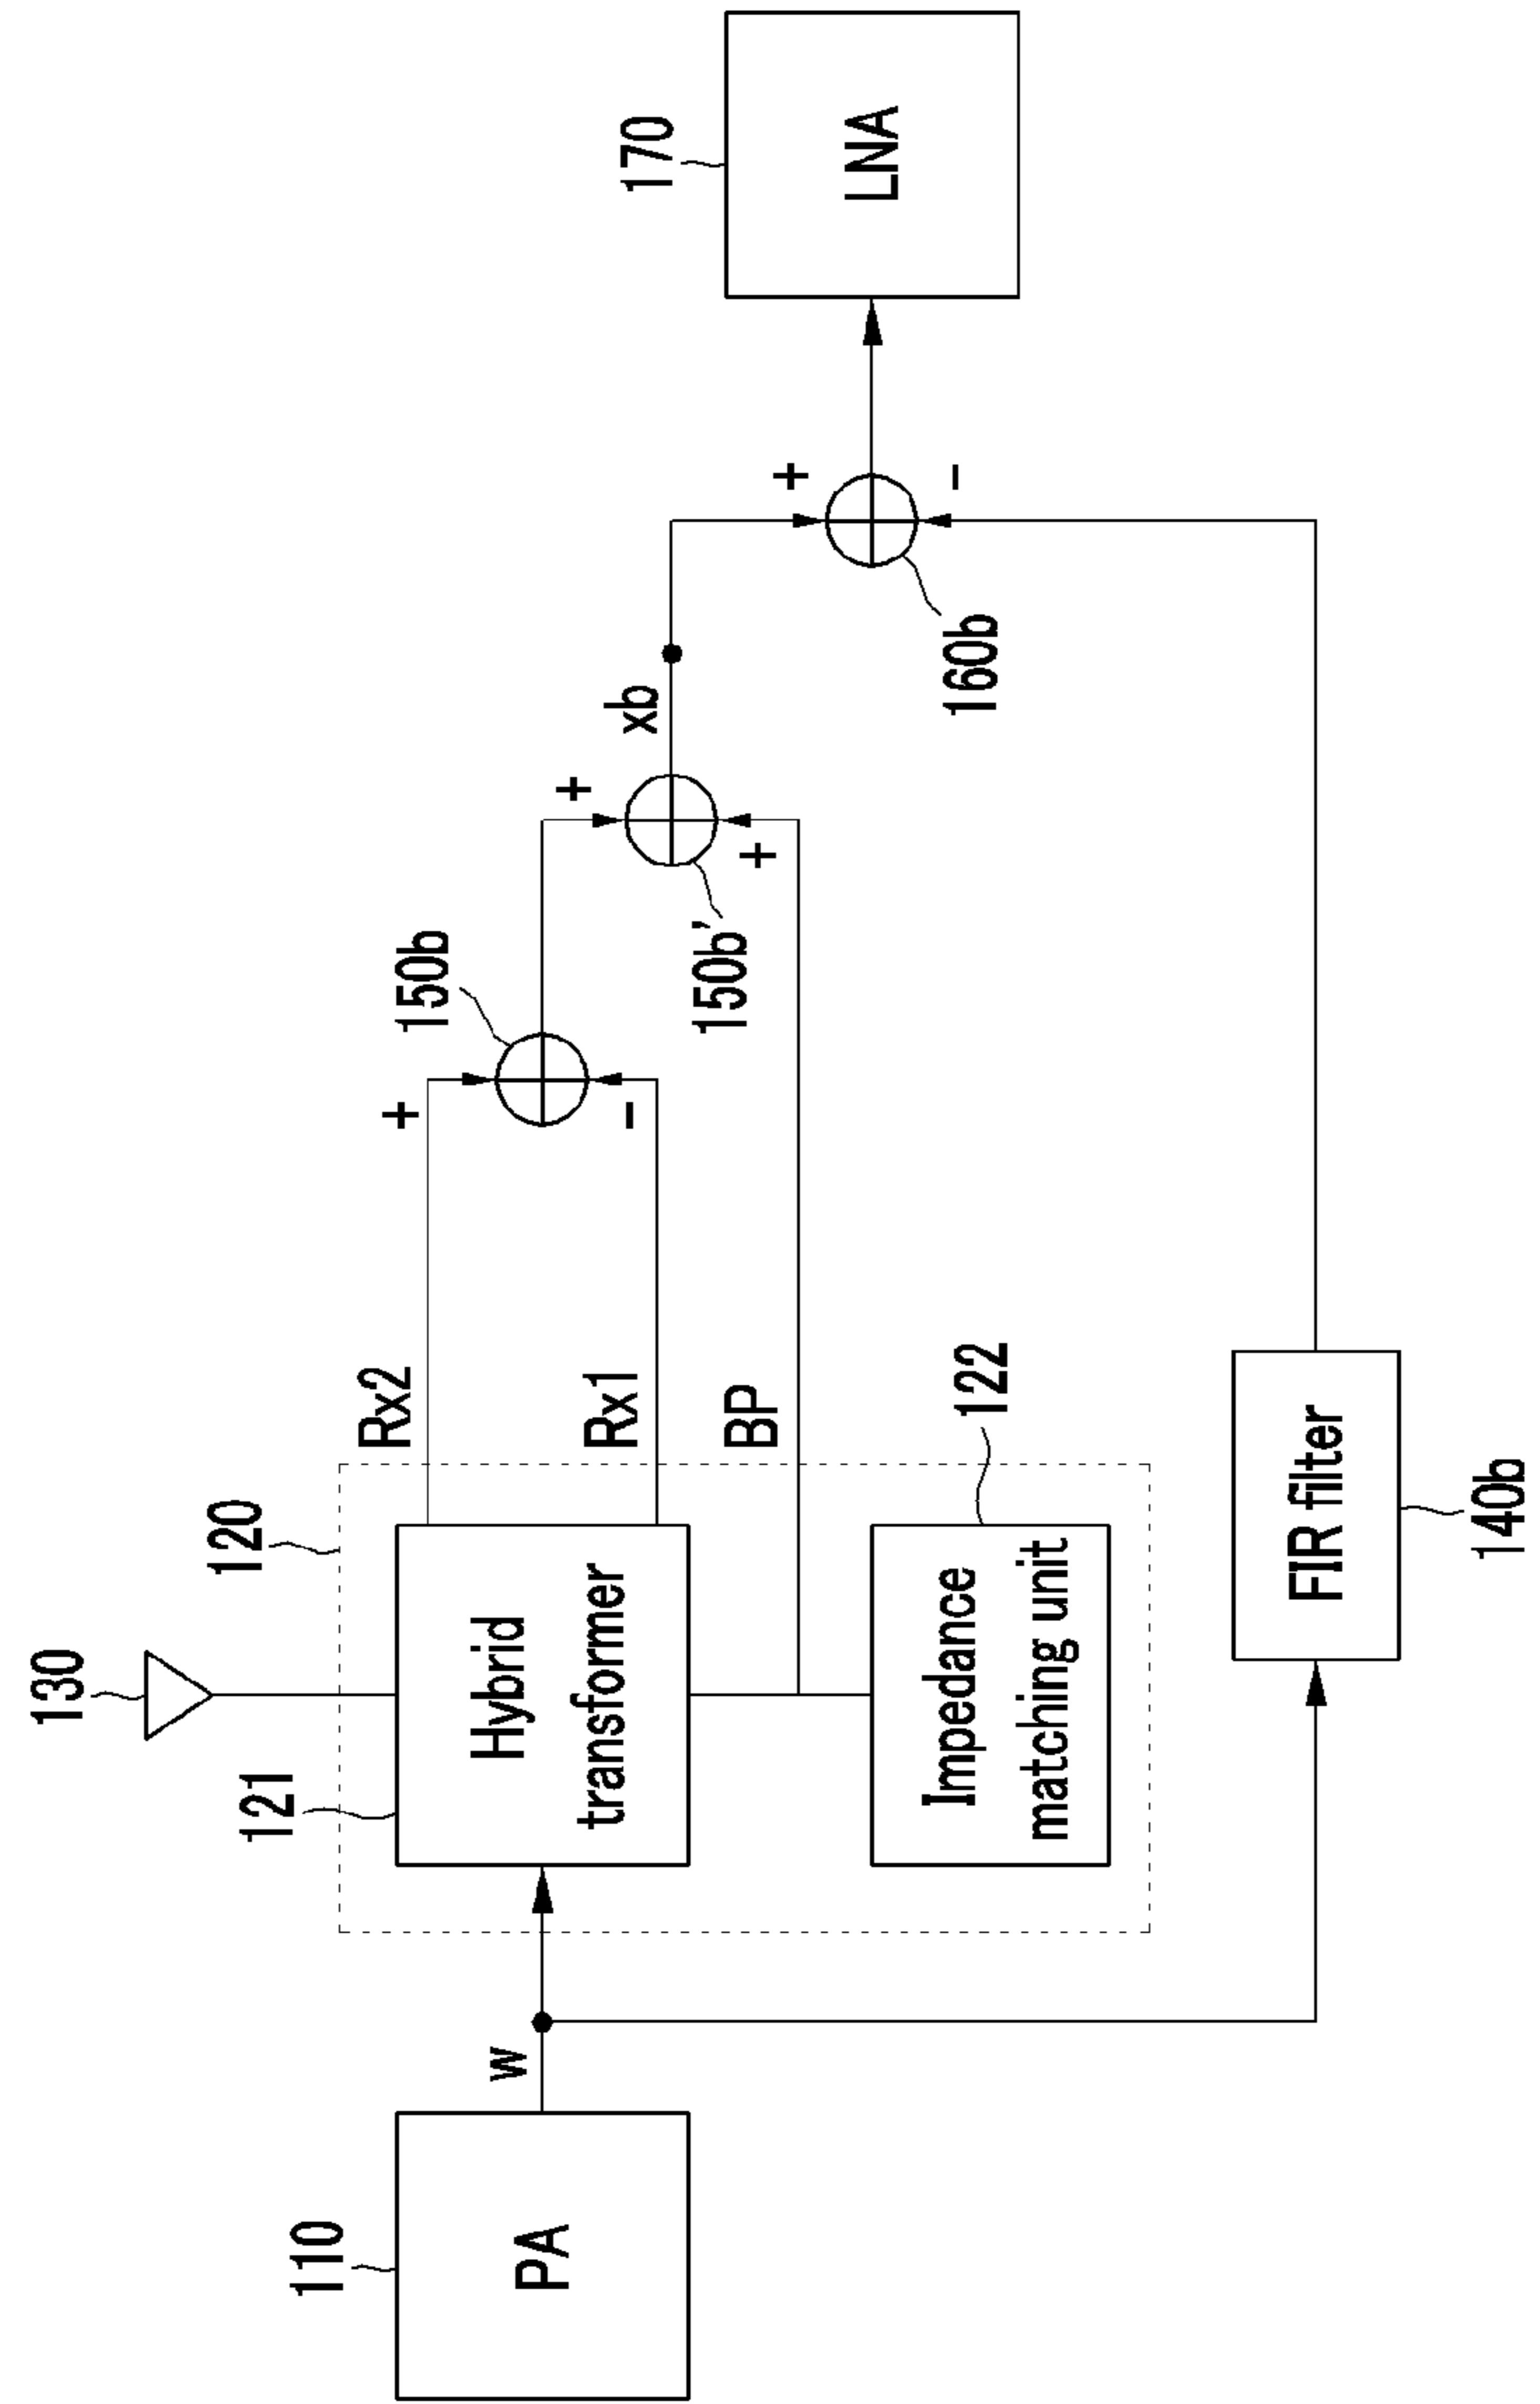 130
120
121
110
PA
w
Hybrid
transformer
Impedance
matching unit
122
Rx2
Rx1
BP
+
-
150b
150b'
+
+
xb
160b
+
-
170
LNA
FIR filter
140b